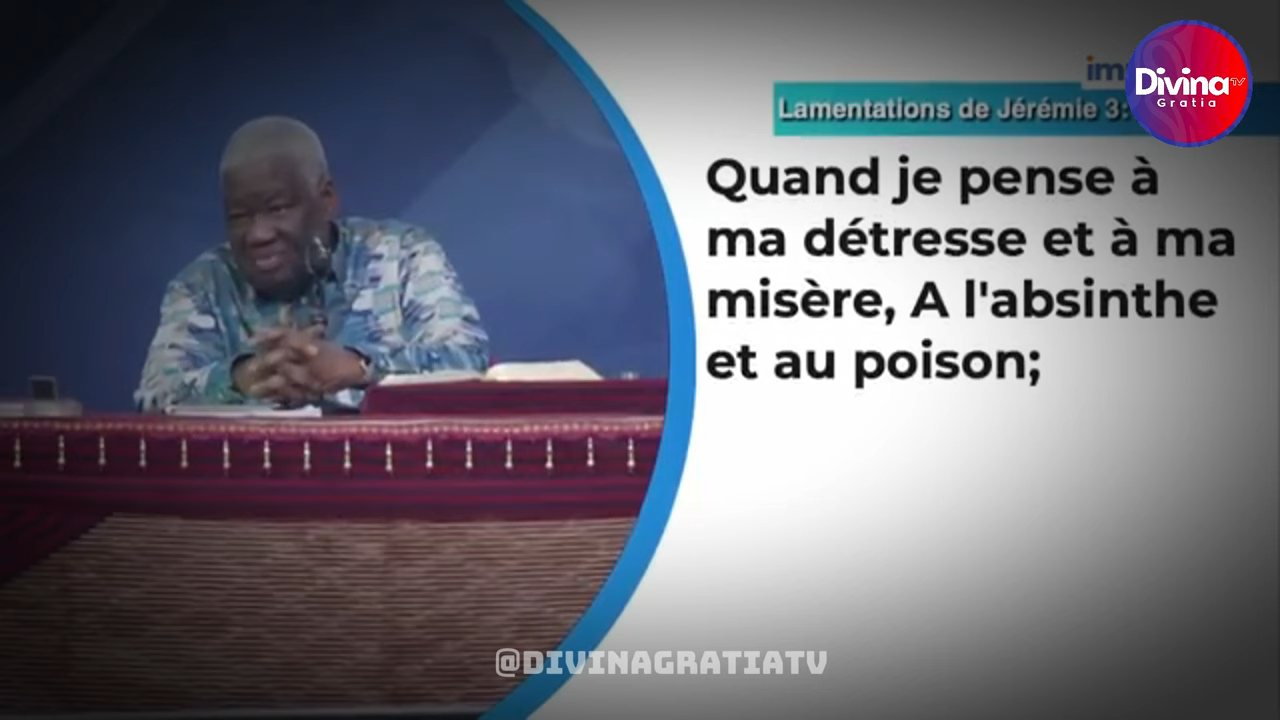 Divina TV
Gratia
Lamentations de Jérémie 3:
Quand je pense à
ma détresse et à ma
misère, A l'absinthe
et au poison;
@DIVINAGRATIATV